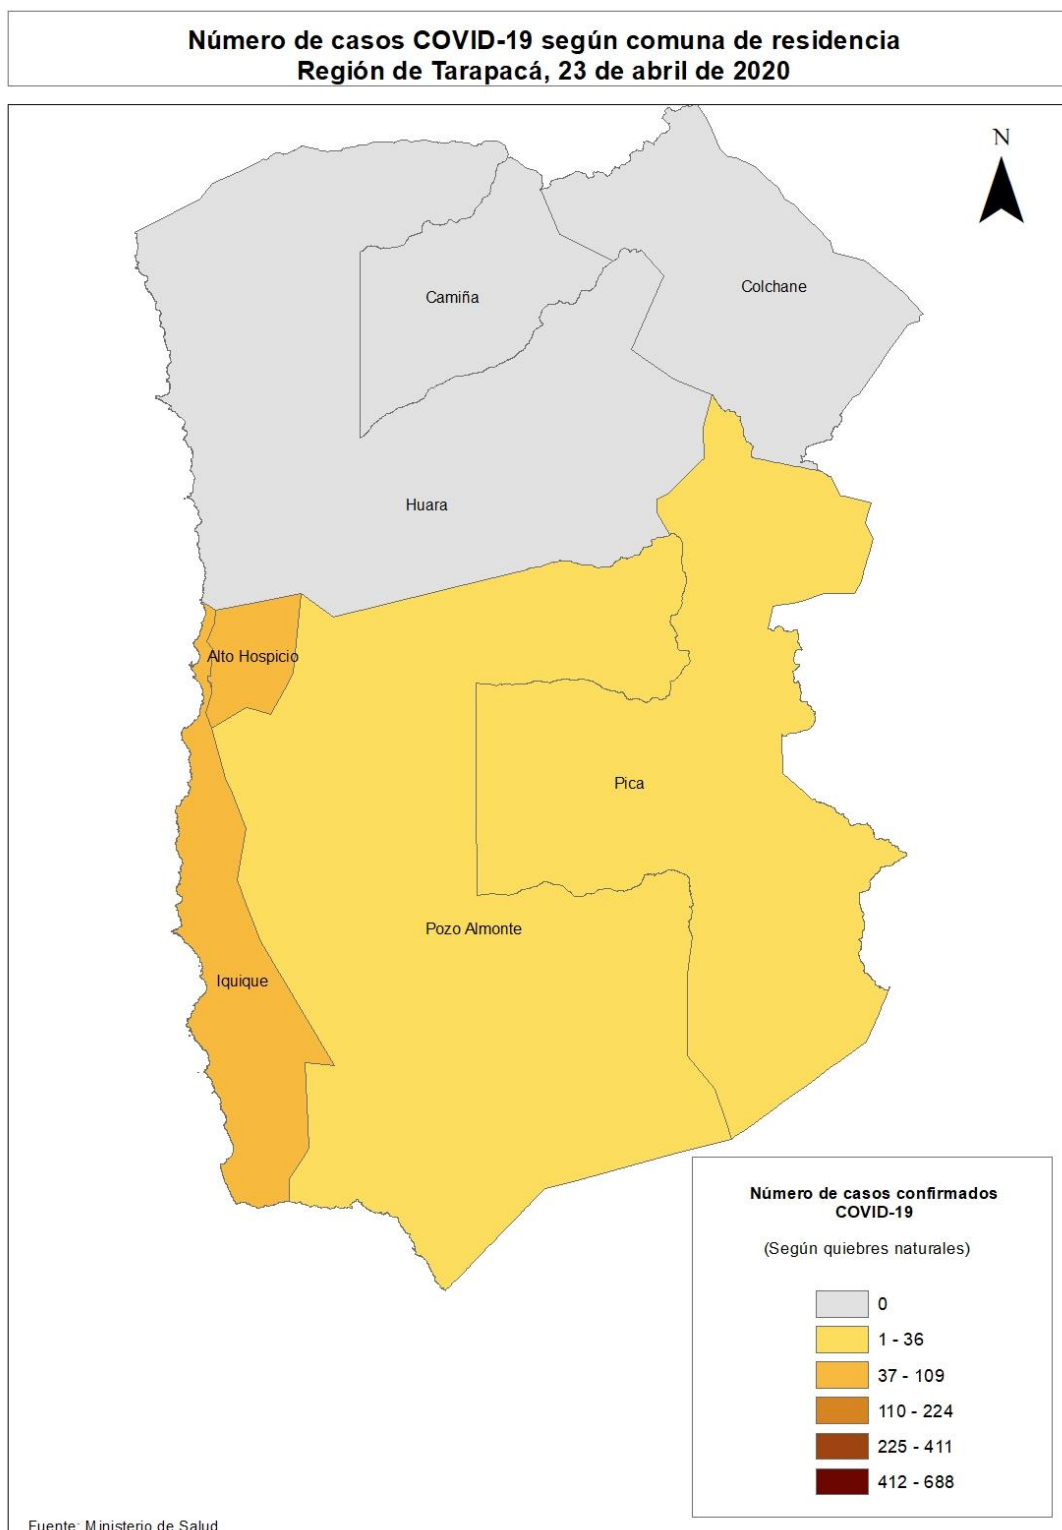 Número de casos COVID-19 según comuna de residencia
Región de Tarapacá, 23 de abril de 2020
N
Colchane
Camiña
Huara
Alto Hospicio
Pica
Pozo Almonte
Iquique
Número de casos confirmados
COVID-19
(Según quiebres naturales)
0
1 - 36
37 - 109
110 - 224
225 - 411
412 - 688
Fuente: Ministerio de Salud